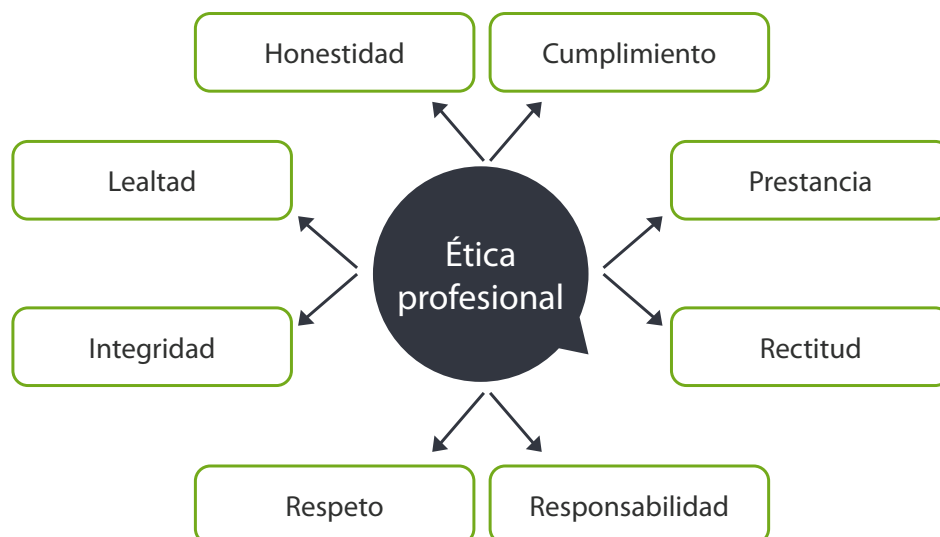 Honestidad
Cumplimiento
Lealtad
Prestancia
Ética
profesional
Integridad
Rectitud
Respeto
Responsabilidad